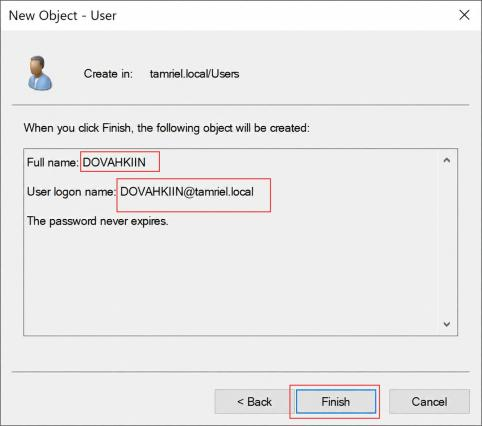 New Object - User
Create in: tamriel.local/Users
When you click Finish, the following object will be created:
Full name: DOVAHKIIN
User logon name: DOVAHKIIN@tamriel.local
The password never expires.
< Back Finish Cancel